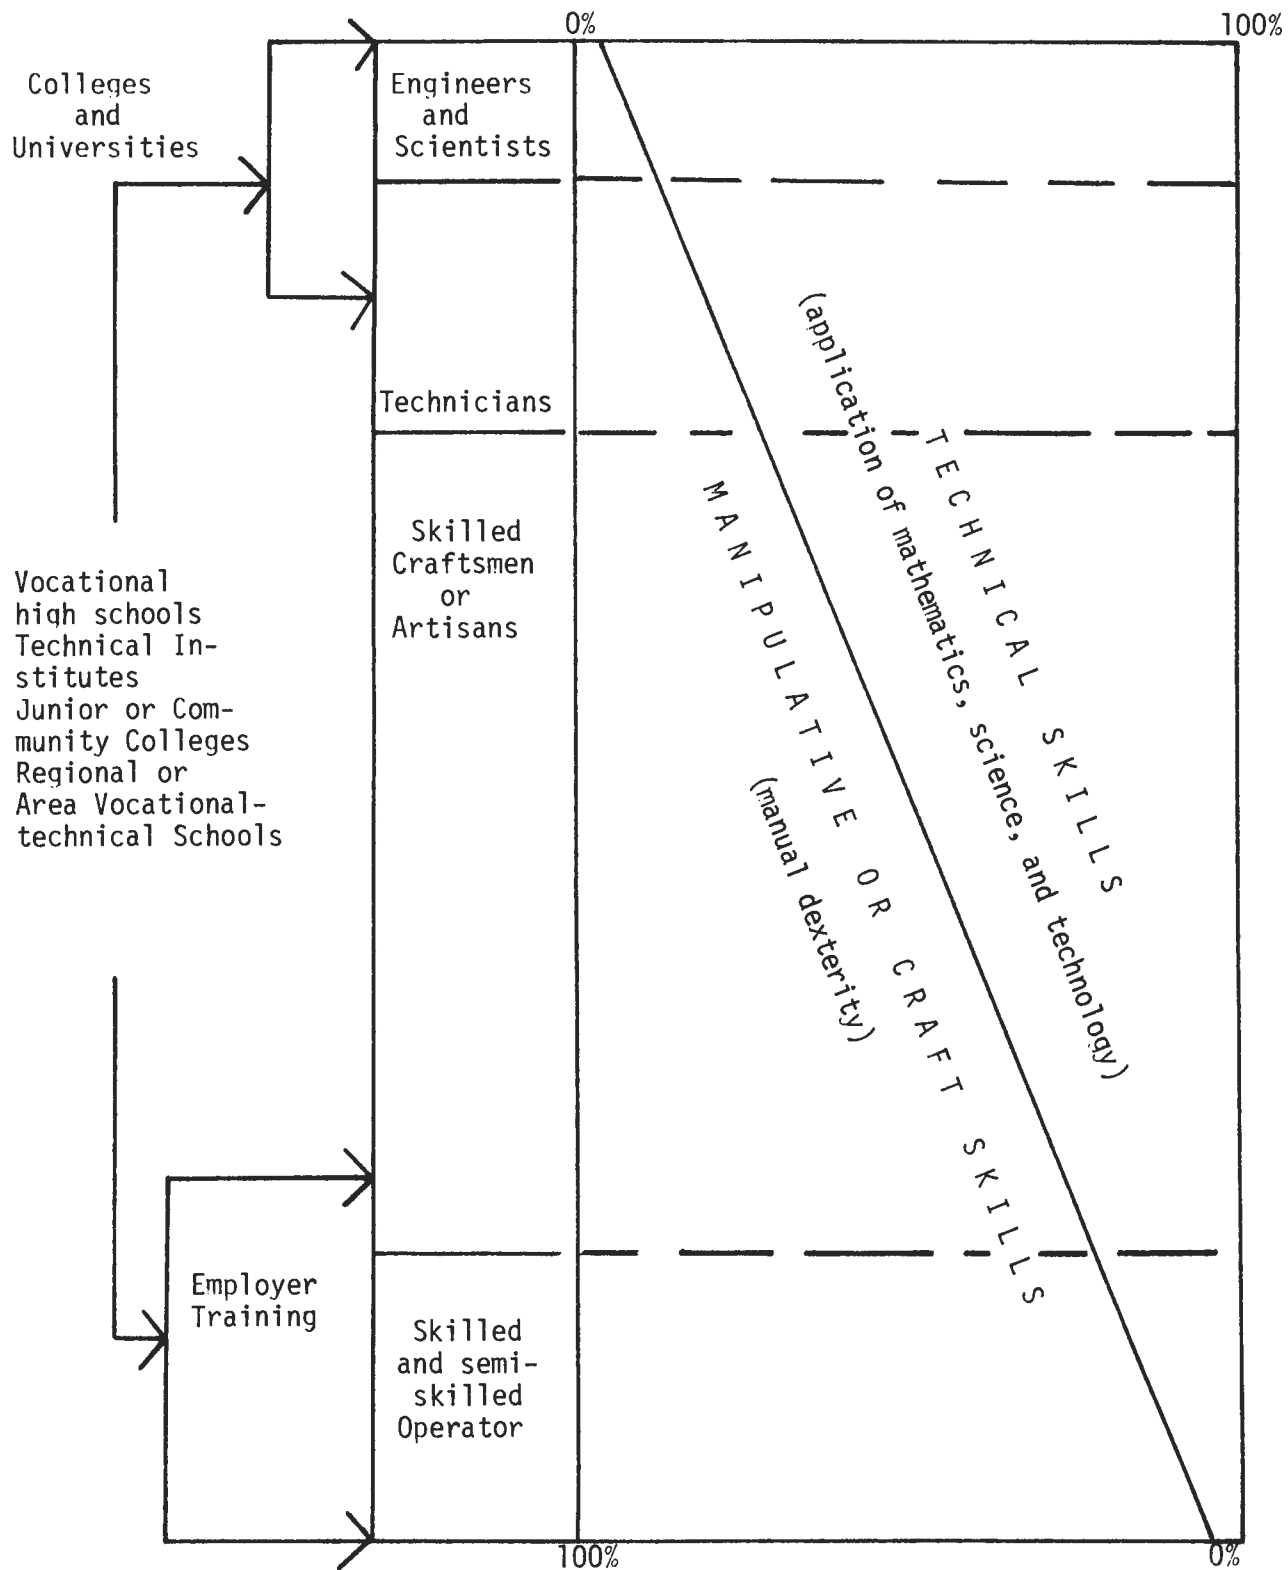 0%
100%
Colleges
and
Universities
Engineers
and
Scientists
Technicians
(application of mathematics, science, and technology)
TECHNICAL SKILLS
MANIPULATIVE OR CRAFT SKILLS
(manual dexterity)
Skilled
Craftsmen
or
Artisans
Vocational
high schools
Technical In-
stitutes
Junior or Com-
munity Colleges
Regional or
Area Vocational-
technical Schools
Employer
Training
Skilled
and semi-
skilled
Operator
100%
0%